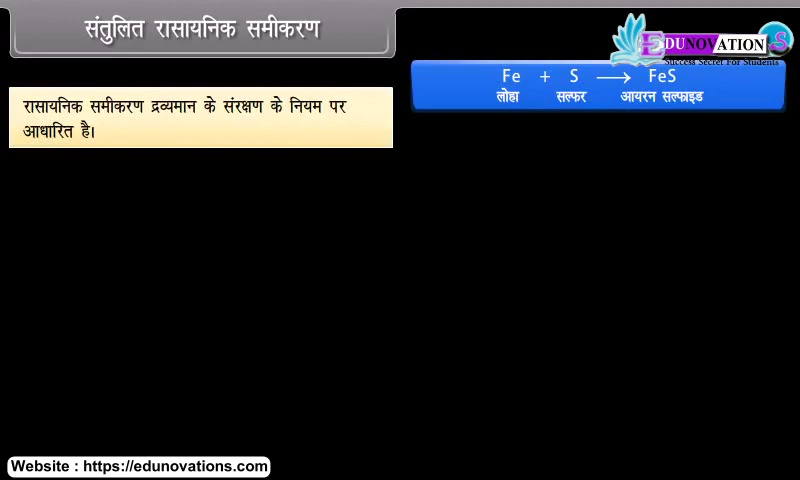 संतुलित रासायनिक समीकरण
EDUNOVATION.S
Success Secret For Students
रासायनिक समीकरण द्रव्यमान के संरक्षण के नियम पर
आधारित है।
Fe + S ⟶ FeS
लोहा सल्फर आयरन सल्फाइड
Website : https://edunovations.com